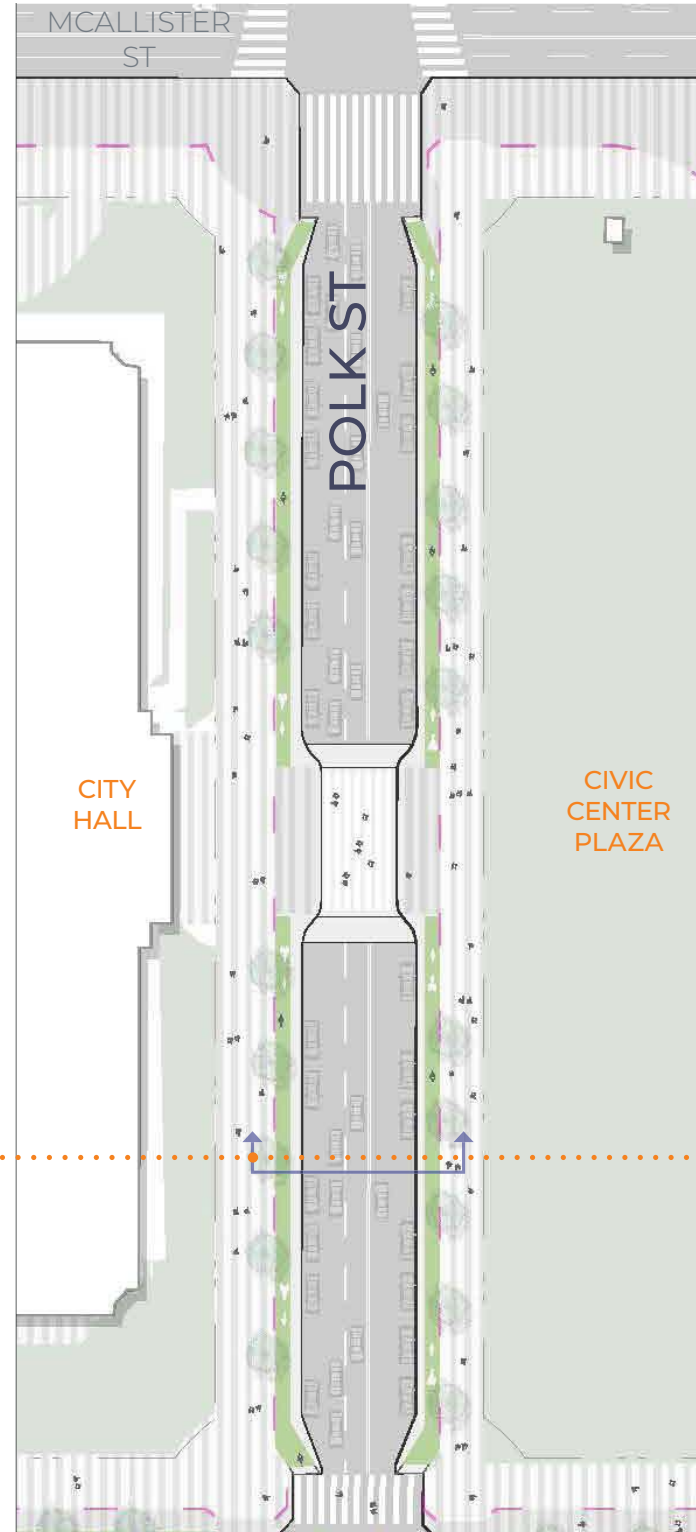 MCALLISTER
ST
POLK ST
CITY
HALL
CIVIC
CENTER
PLAZA